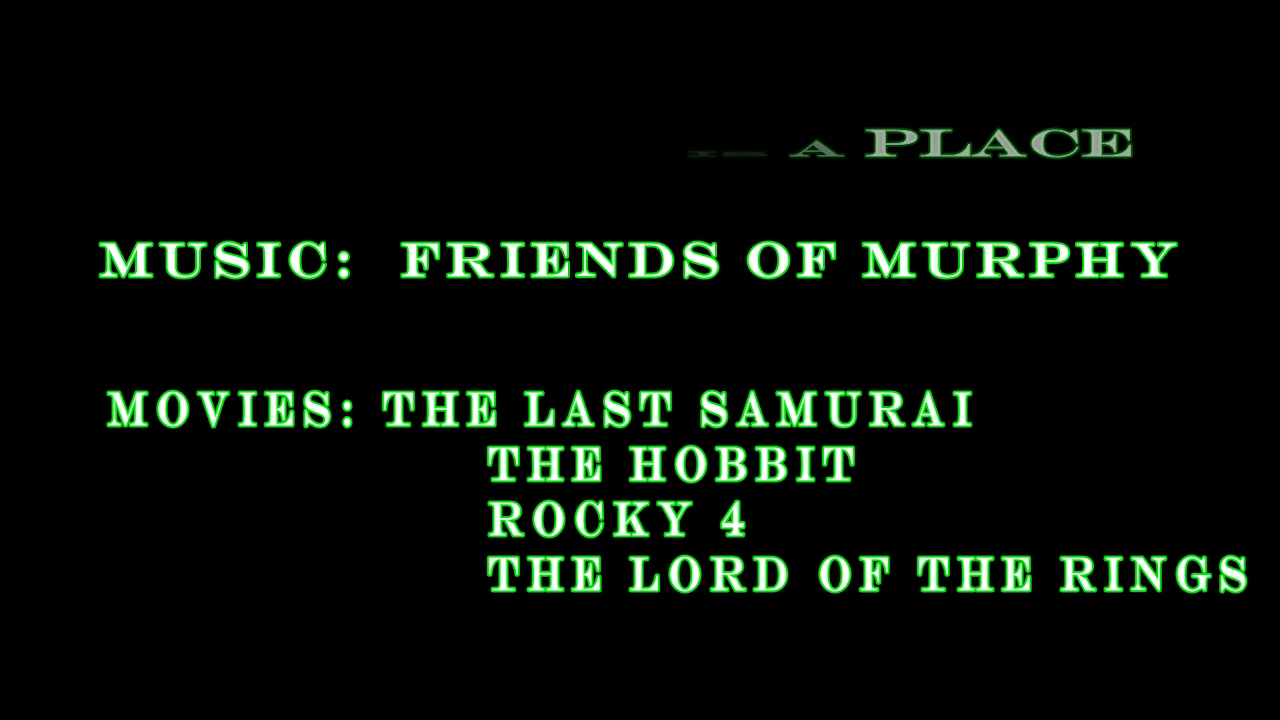 A PLACE
MUSIC: FRIENDS OF MURPHY
MOVIES: THE LAST SAMURAI
THE HOBBIT
ROCKY 4
THE LORD OF THE RINGS